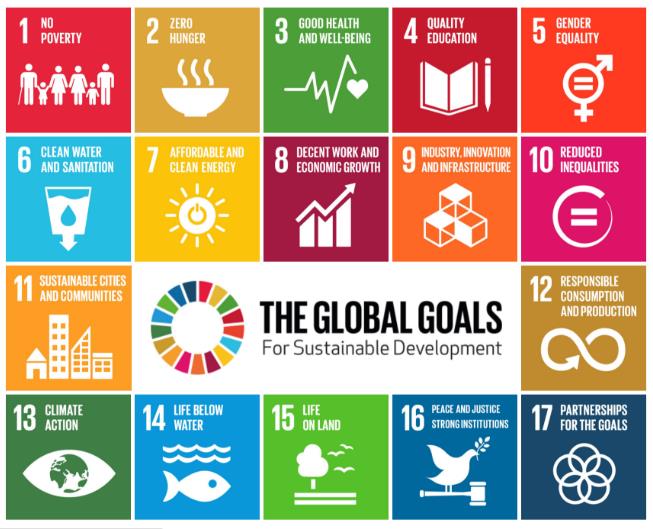 1 NO
POVERTY
2 ZERO
HUNGER
3 GOOD HEALTH
AND WELL-BEING
4 QUALITY
EDUCATION
5 GENDER
EQUALITY
6 CLEAN WATER
AND SANITATION
7 AFFORDABLE AND
CLEAN ENERGY
8 DECENT WORK AND
ECONOMIC GROWTH
9 INDUSTRY, INNOVATION
AND INFRASTRUCTURE
10 REDUCED
INEQUALITIES
11 SUSTAINABLE CITIES
AND COMMUNITIES
THE GLOBAL GOALS
For Sustainable Development
12 RESPONSIBLE
CONSUMPTION
AND PRODUCTION
13 CLIMATE
ACTION
14 LIFE BELOW
WATER
15 LIFE
ON LAND
16 PEACE AND JUSTICE
STRONG INSTITUTIONS
17 PARTNERSHIPS
FOR THE GOALS